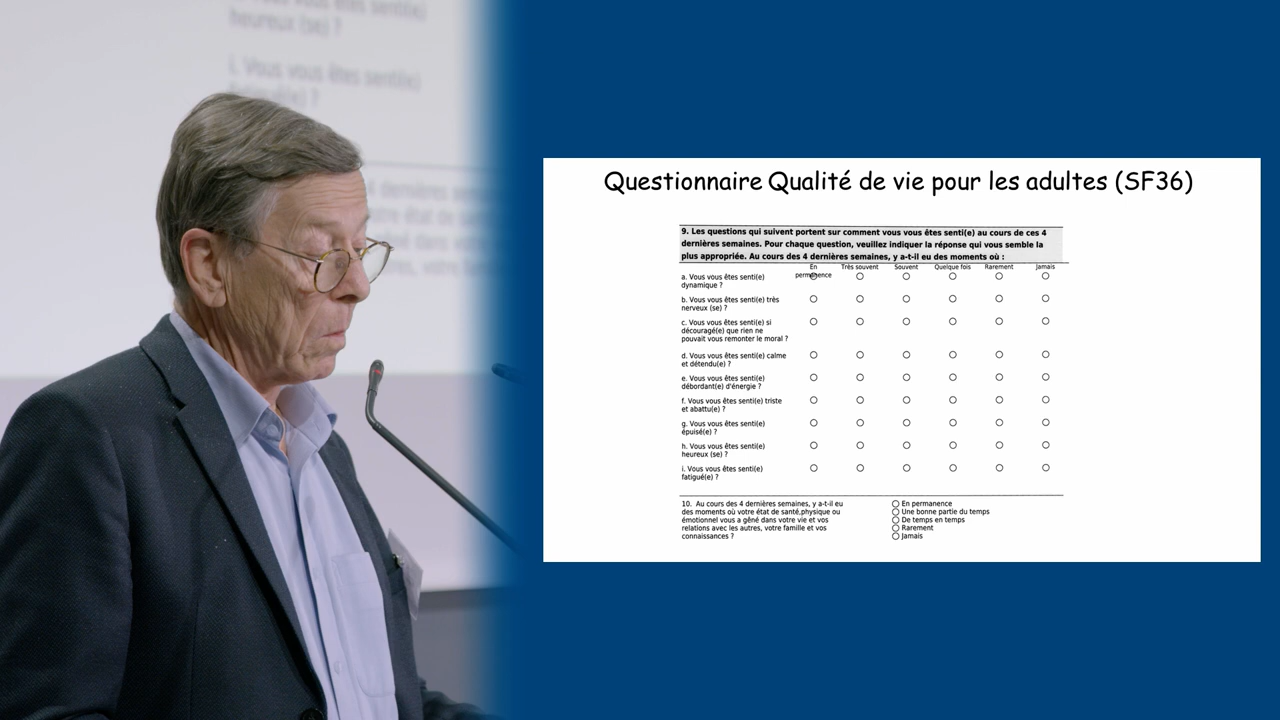 heureux (se) ?
i. Vous vous êtes senti(e)
4 dernières
Questionnaire Qualité de vie pour les adultes (SF36)
9. Les questions qui suivent portent sur comment vous vous êtes senti(e) au cours de ces 4
dernières semaines. Pour chaque question, veuillez indiquer la réponse qui vous semble la
plus appropriée. Au cours des 4 dernières semaines, y a-t-il eu des moments où :
En permanence Très souvent Souvent Quelque fois Rarement Jamais
a. Vous vous êtes senti(e)
dynamique ?
b. Vous vous êtes senti(e) très
nerveux (se) ?
c. Vous vous êtes senti(e) si
découragé(e) que rien ne
pouvait vous remonter le moral ?
d. Vous vous êtes senti(e) calme
et détendu(e) ?
e. Vous vous êtes senti(e)
débordant(e) d'énergie ?
f. Vous vous êtes senti(e) triste
et abattu(e) ?
g. Vous vous êtes senti(e)
épuisé(e) ?
h. Vous vous êtes senti(e)
heureux (se) ?
i. Vous vous êtes senti(e)
fatigué(e) ?
10. Au cours des 4 dernières semaines, y a-t-il eu
des moments où votre état de santé,physique ou
émotionnel vous a gêné dans votre vie et vos
relations avec les autres, votre famille et vos
connaissances ?
En permanence
Une bonne partie du temps
De temps en temps
Rarement
Jamais